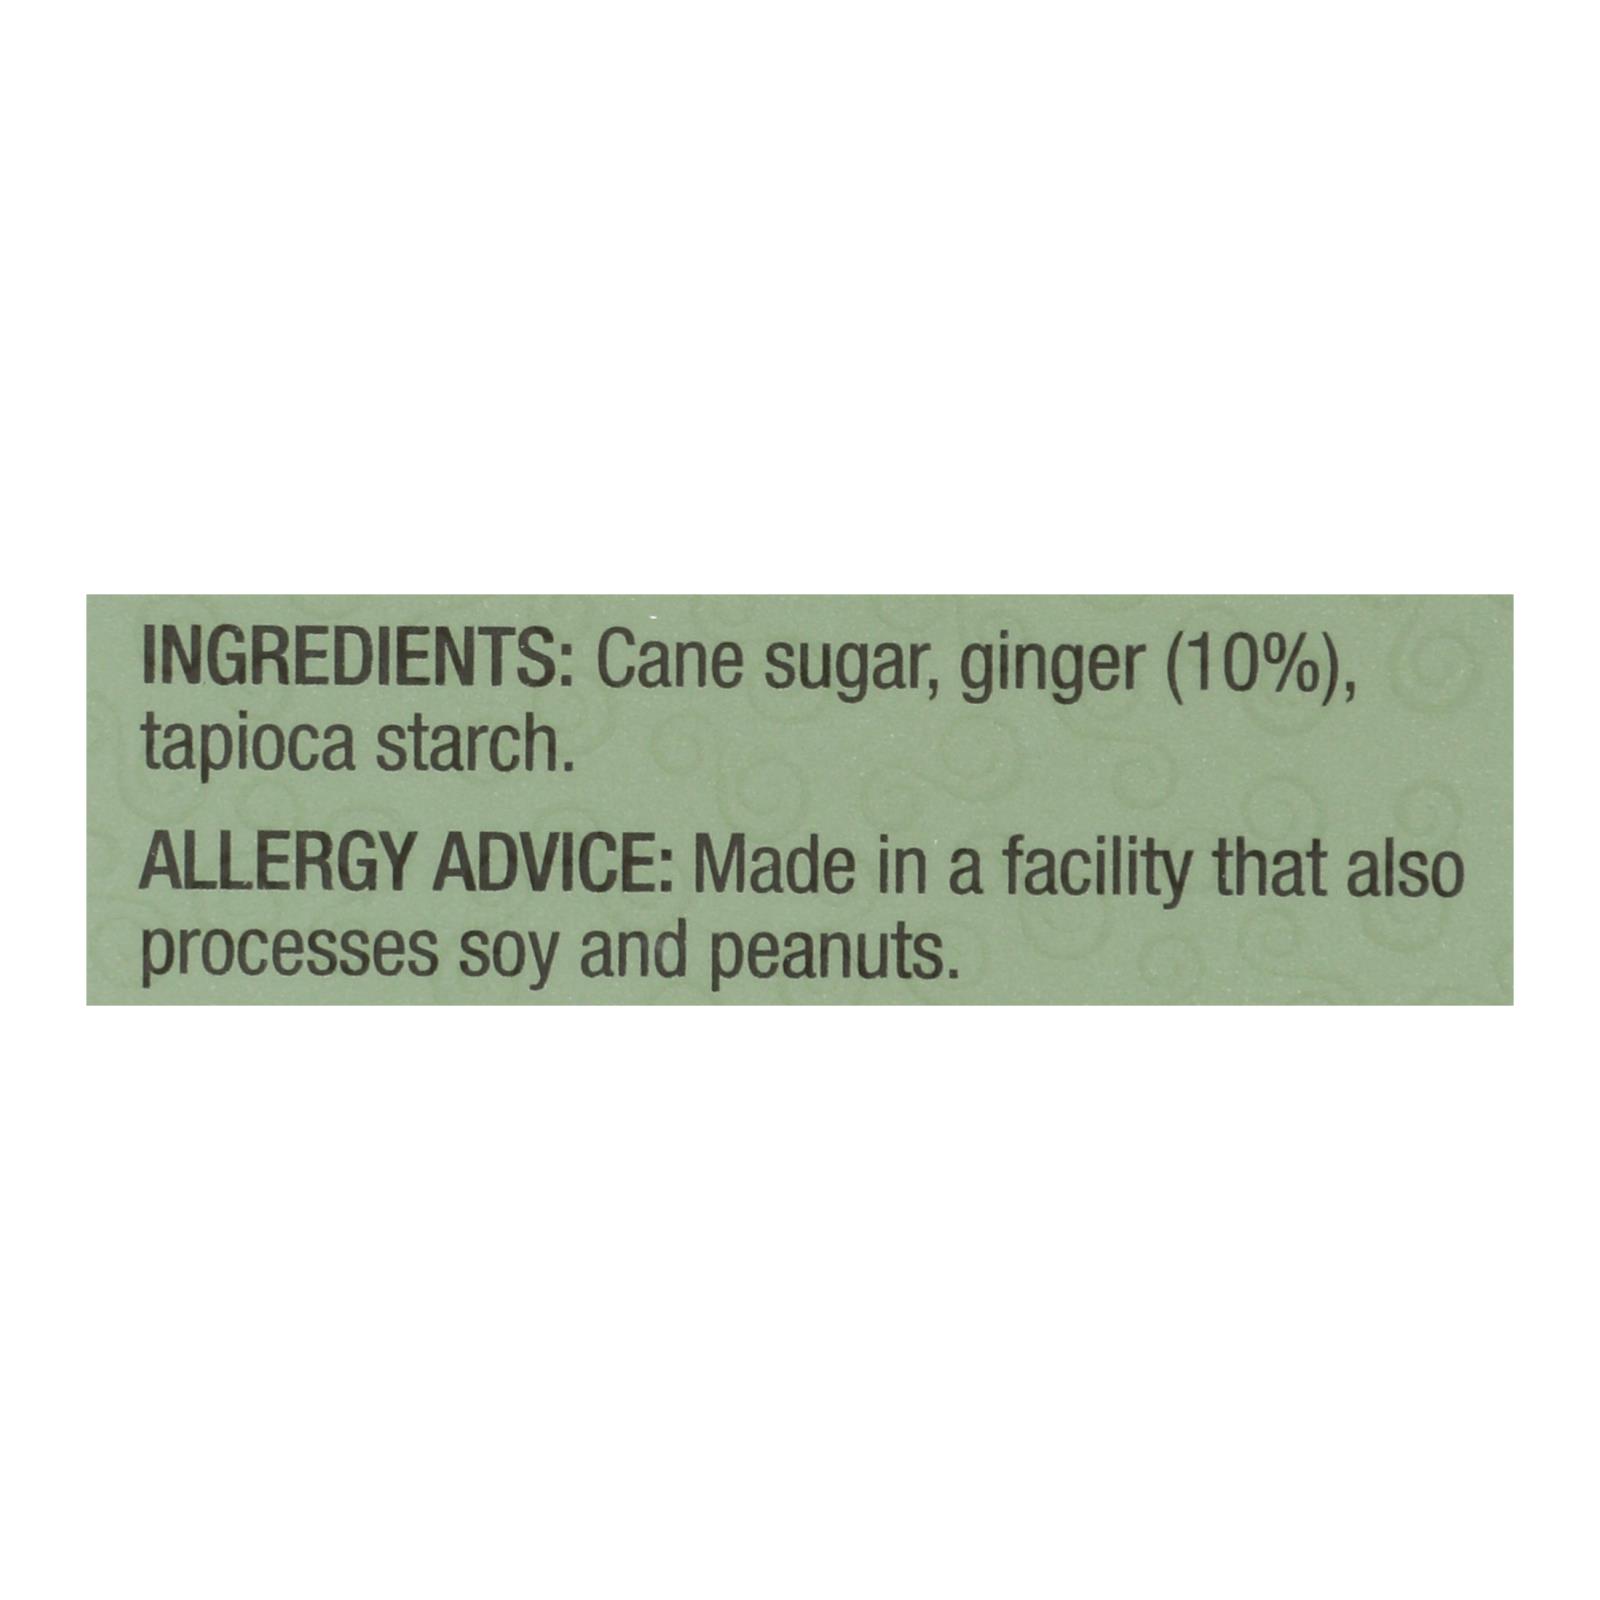 INGREDIENTS: Cane sugar, ginger (10%),
tapioca starch.
ALLERGY ADVICE: Made in a facility that also
processes soy and peanuts.